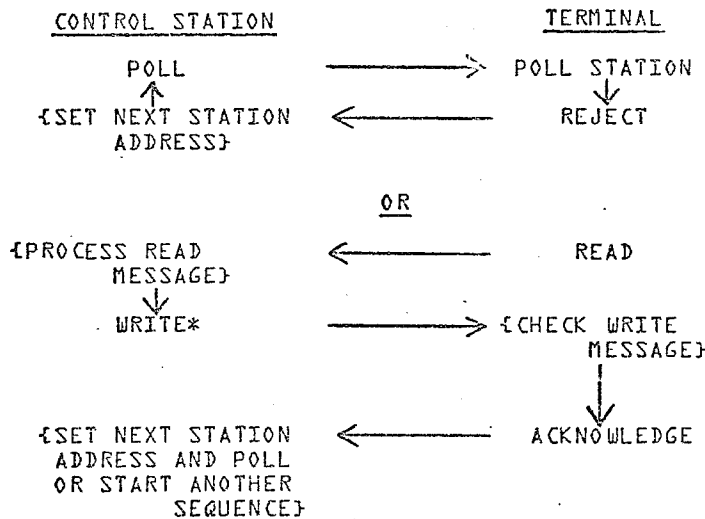 CONTROL STATION TERMINAL
POLL POLL STATION
{SET NEXT STATION REJECT
ADDRESS}
OR
{PROCESS READ READ
MESSAGE}
WRITE* {CHECK WRITE
MESSAGE}
{SET NEXT STATION ACKNOWLEDGE
ADDRESS AND POLL
OR START ANOTHER
SEQUENCE}